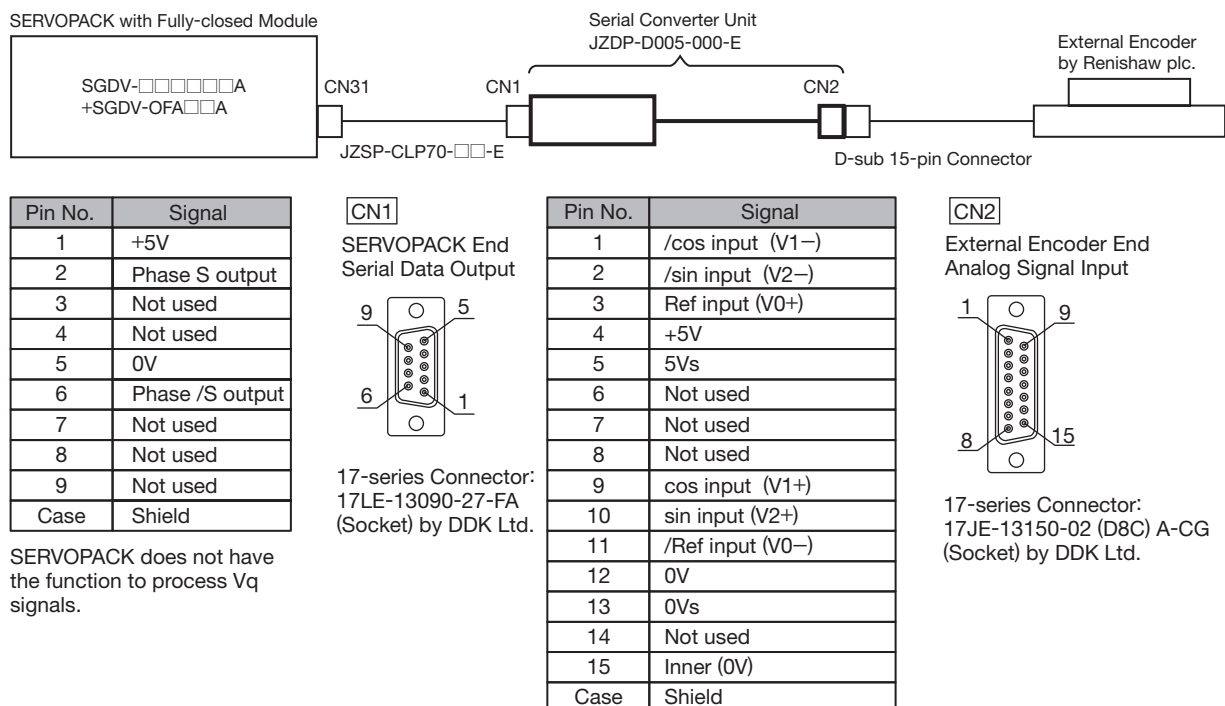 SERVOPACK with Fully-closed Module
Serial Converter Unit
JZDP-D005-000-E
External Encoder
by Renishaw plc.
SGDV-□□□□□□A
+SGDV-OFA□□A
CN31
CN1
CN2
JZSP-CLP70-□□-E
D-sub 15-pin Connector
Pin No. Signal
1 +5V
2 Phase S output
3 Not used
4 Not used
5 0V
6 Phase /S output
7 Not used
8 Not used
9 Not used
Case Shield
SERVOPACK does not have
the function to process Vq
signals.
CN1
SERVOPACK End
Serial Data Output
9 5
6 1
17-series Connector:
17LE-13090-27-FA
(Socket) by DDK Ltd.
Pin No. Signal
1 /cos input (V1−)
2 /sin input (V2−)
3 Ref input (V0+)
4 +5V
5 5Vs
6 Not used
7 Not used
8 Not used
9 cos input (V1+)
10 sin input (V2+)
11 /Ref input (V0−)
12 0V
13 0Vs
14 Not used
15 Inner (0V)
Case Shield
CN2
External Encoder End
Analog Signal Input
1 9
8 15
17-series Connector:
17JE-13150-02 (D8C) A-CG
(Socket) by DDK Ltd.